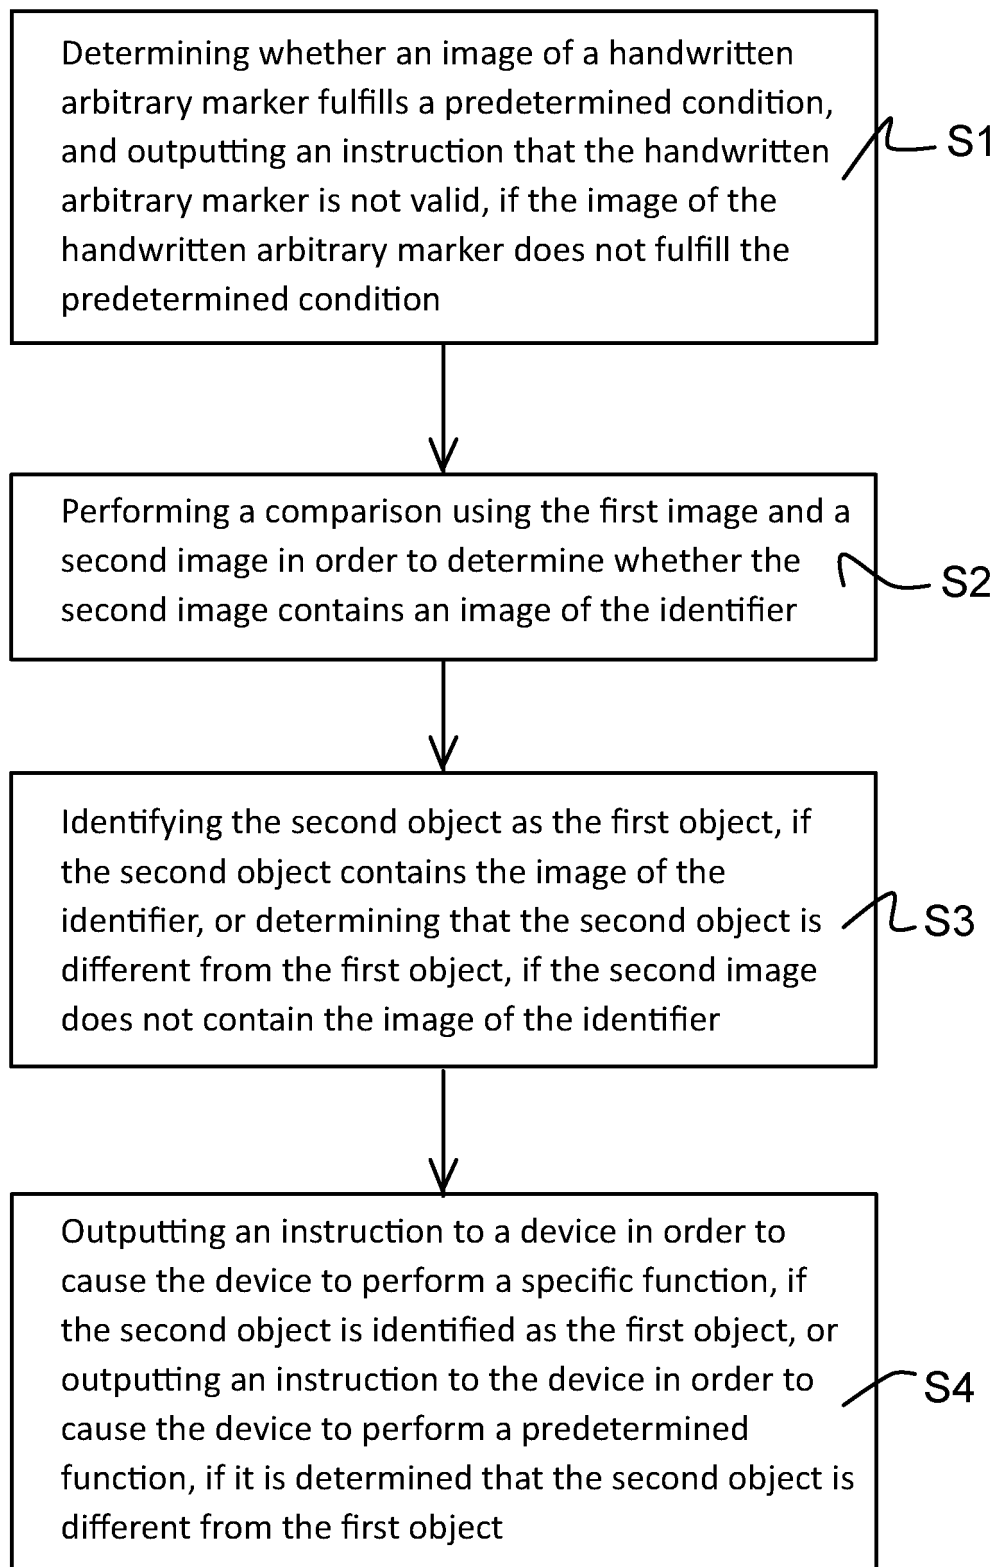 Determining whether an image of a handwritten
arbitrary marker fulfills a predetermined condition,
and outputting an instruction that the handwritten
arbitrary marker is not valid, if the image of the
handwritten arbitrary marker does not fulfill the
predetermined condition
S1
Performing a comparison using the first image and a
second image in order to determine whether the
second image contains an image of the identifier
S2
Identifying the second object as the first object, if
the second object contains the image of the
identifier, or determining that the second object is
different from the first object, if the second image
does not contain the image of the identifier
S3
Outputting an instruction to a device in order to
cause the device to perform a specific function, if
the second object is identified as the first object, or
outputting an instruction to the device in order to
cause the device to perform a predetermined
function, if it is determined that the second object is
different from the first object
S4